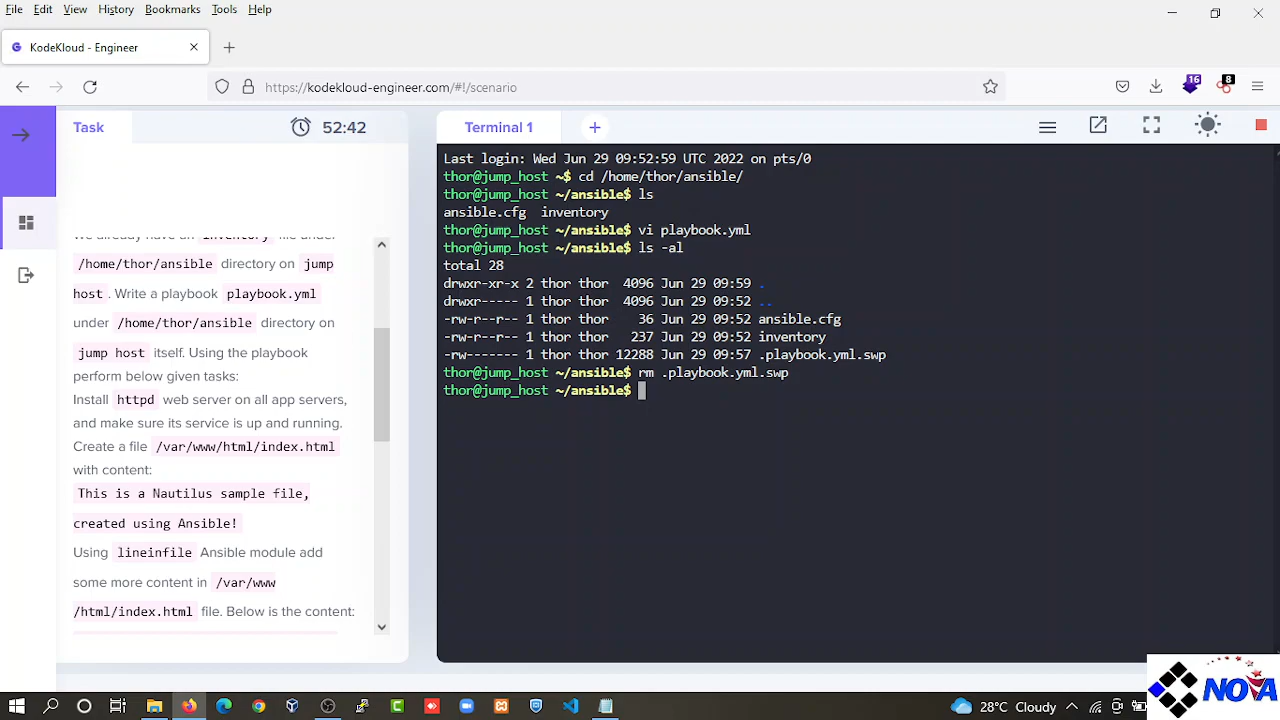 File Edit View History Bookmarks Tools Help
KodeKloud - Engineer
https://kodekloud-engineer.com/#!/scenario
16
8
Task
52:42
Terminal 1
We already have an inventory file under
/home/thor/ansible directory on jump
host . Write a playbook playbook.yml
under /home/thor/ansible directory on
jump host itself. Using the playbook
perform below given tasks:
Install httpd web server on all app servers,
and make sure its service is up and running.
Create a file /var/www/html/index.html
with content:
This is a Nautilus sample file,
created using Ansible!
Using lineinfile Ansible module add
some more content in /var/www
/html/index.html file. Below is the content:
Last login: Wed Jun 29 09:52:59 UTC 2022 on pts/0
thor@jump_host ~$ cd /home/thor/ansible/
thor@jump_host ~/ansible$ ls
ansible.cfg inventory
thor@jump_host ~/ansible$ vi playbook.yml
thor@jump_host ~/ansible$ ls -al
total 28
drwxr-xr-x 2 thor thor 4096 Jun 29 09:59 .
drwxr----- 1 thor thor 4096 Jun 29 09:52 ..
-rw-r--r-- 1 thor thor 36 Jun 29 09:52 ansible.cfg
-rw-r--r-- 1 thor thor 237 Jun 29 09:52 inventory
-rw------- 1 thor thor 12288 Jun 29 09:57 .playbook.yml.swp
thor@jump_host ~/ansible$ rm .playbook.yml.swp
thor@jump_host ~/ansible$
NOVA
28°C Cloudy